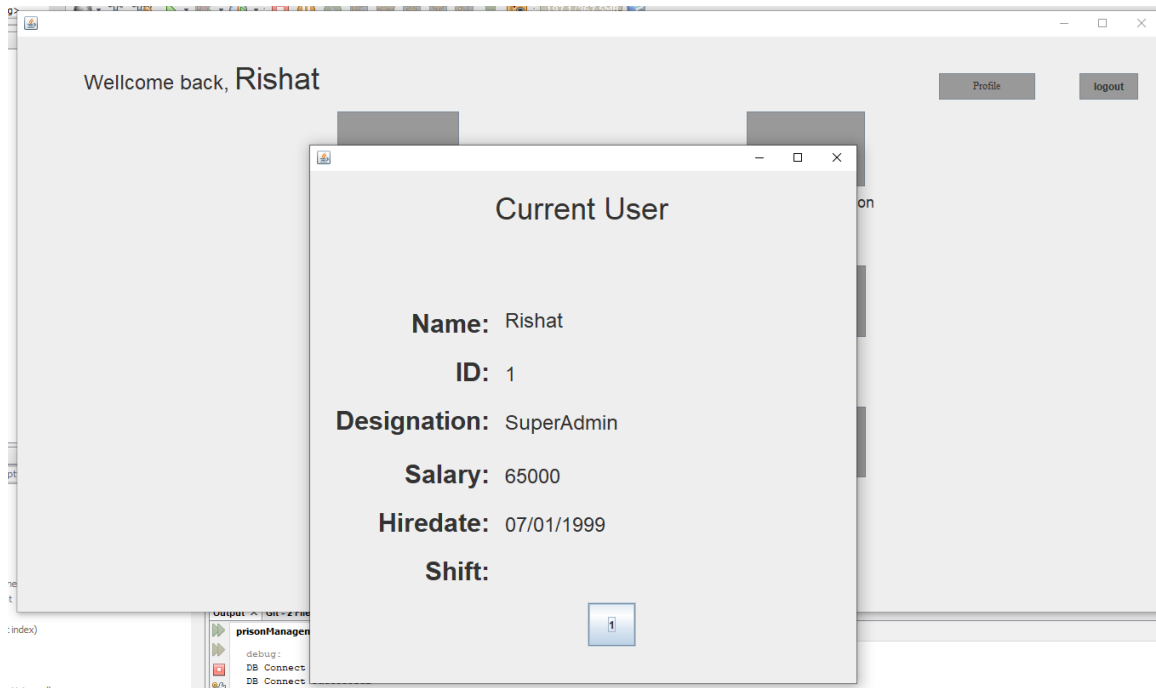 Wellcome back, Rishat
Profile
logout
on
Current User
Name: Rishat
ID: 1
Designation: SuperAdmin
Salary: 65000
Hiredate: 07/01/1999
Shift:
1
:index)
prisonManagem
debug:
DB Connect
DB Connect